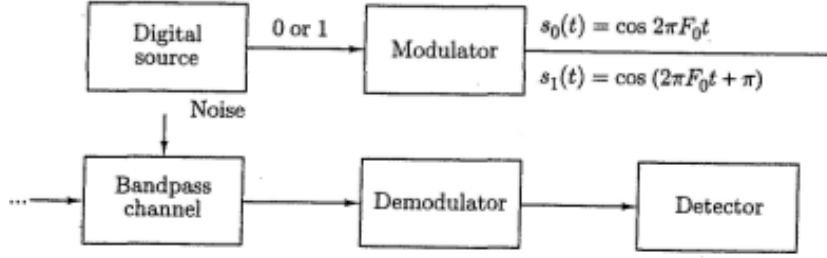 Digital
source
0 or 1
Modulator
s₀(t) = cos 2πF₀t
s₁(t) = cos (2πF₀t + π)
Noise
...
Bandpass
channel
Demodulator
Detector